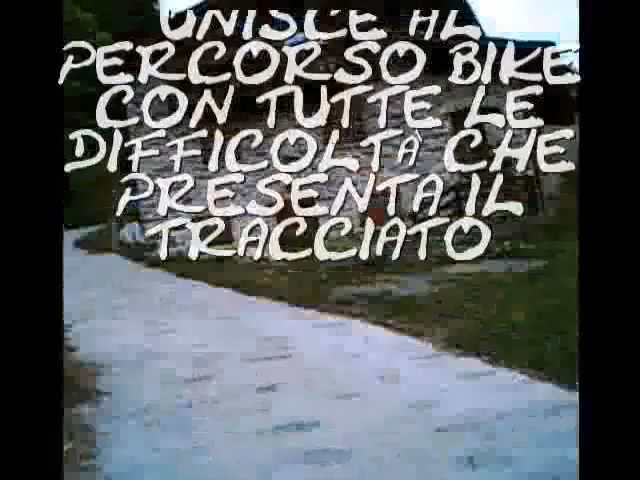 UNISCE AL
PERCORSO BIKE
CON TUTTE LE
DIFFICOLTÀ CHE
PRESENTA IL
TRACCIATO